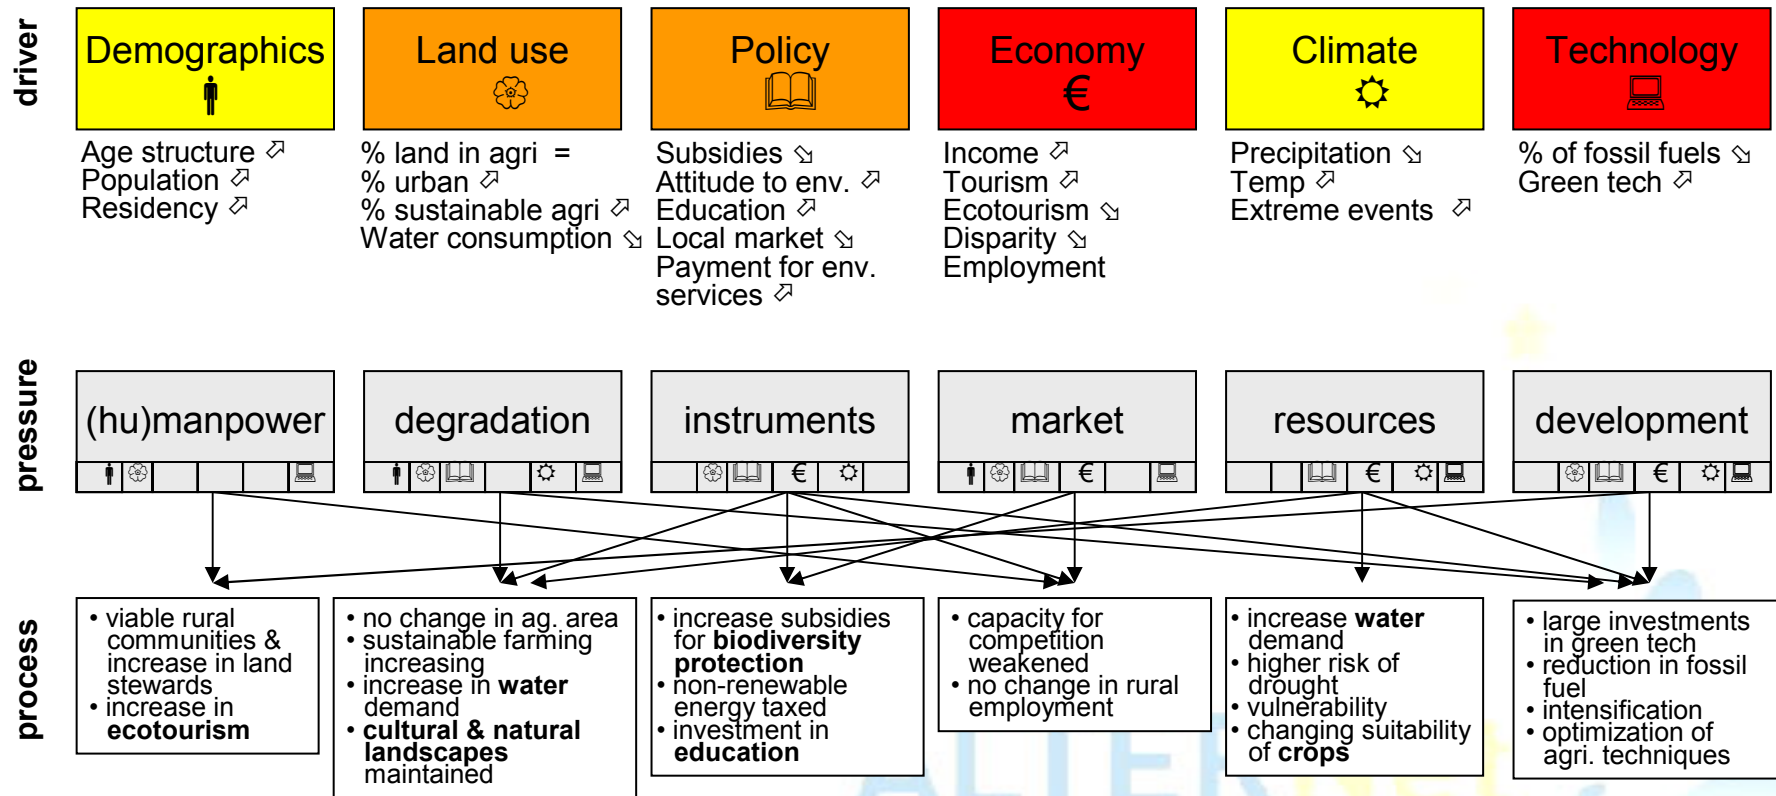 driver
Demographics
Land use
Policy
Economy
€
Climate
Technology
Age structure ⬀
Population ⬀
Residency ⬀
% land in agri =
% urban ⬀
% sustainable agri ⬀
Water consumption ⬂
Subsidies ⬂
Attitude to env. ⬀
Education ⬀
Local market ⬂
Payment for env.
services ⬀
Income ⬀
Tourism ⬀
Ecotourism ⬂
Disparity ⬂
Employment
Precipitation ⬂
Temp ⬀
Extreme events ⬀
% of fossil fuels ⬂
Green tech ⬀
pressure
(hu)manpower
degradation
instruments
€
market
€
resources
€
development
€
process
• viable rural
communities &
increase in land
stewards
• increase in
ecotourism
• no change in ag. area
• sustainable farming
increasing
• increase in water
demand
• cultural & natural
landscapes
maintained
• increase subsidies
for biodiversity
protection
• non-renewable
energy taxed
• investment in
education
• capacity for
competition
weakened
• no change in rural
employment
• increase water
demand
• higher risk of
drought
• vulnerability
• changing suitability
of crops
• large investments
in green tech
• reduction in fossil
fuel
• intensification
• optimization of
agri. techniques
ALTER